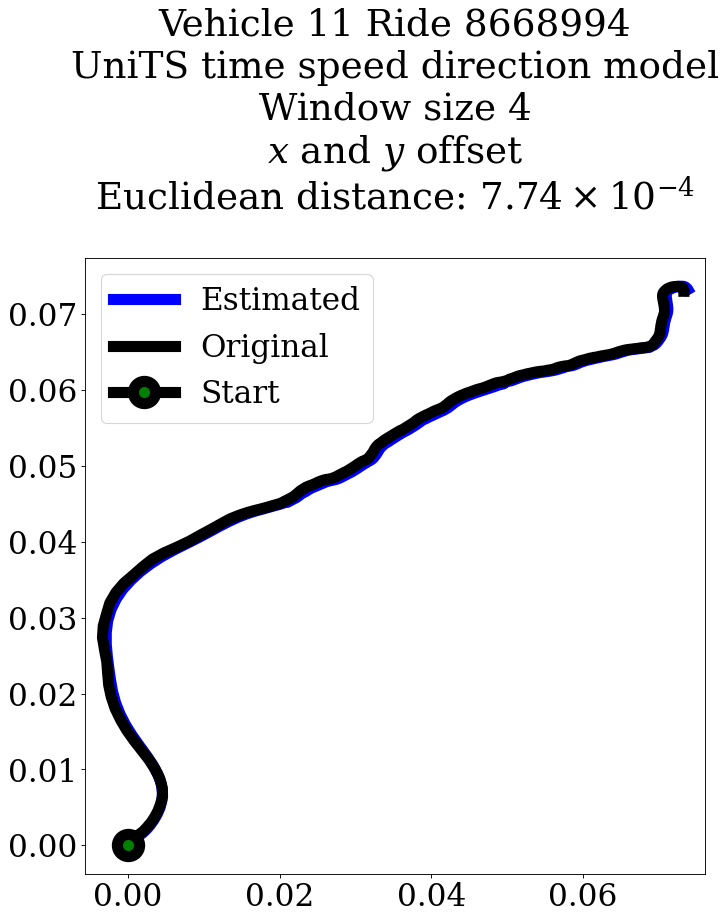 Vehicle 11 Ride 8668994
UniTS time speed direction model
Window size 4
x and y offset
Euclidean distance: 7.74 × 10⁻⁴
Estimated
Original
Start
0.07
0.06
0.05
0.04
0.03
0.02
0.01
0.00
0.00 0.02 0.04 0.06